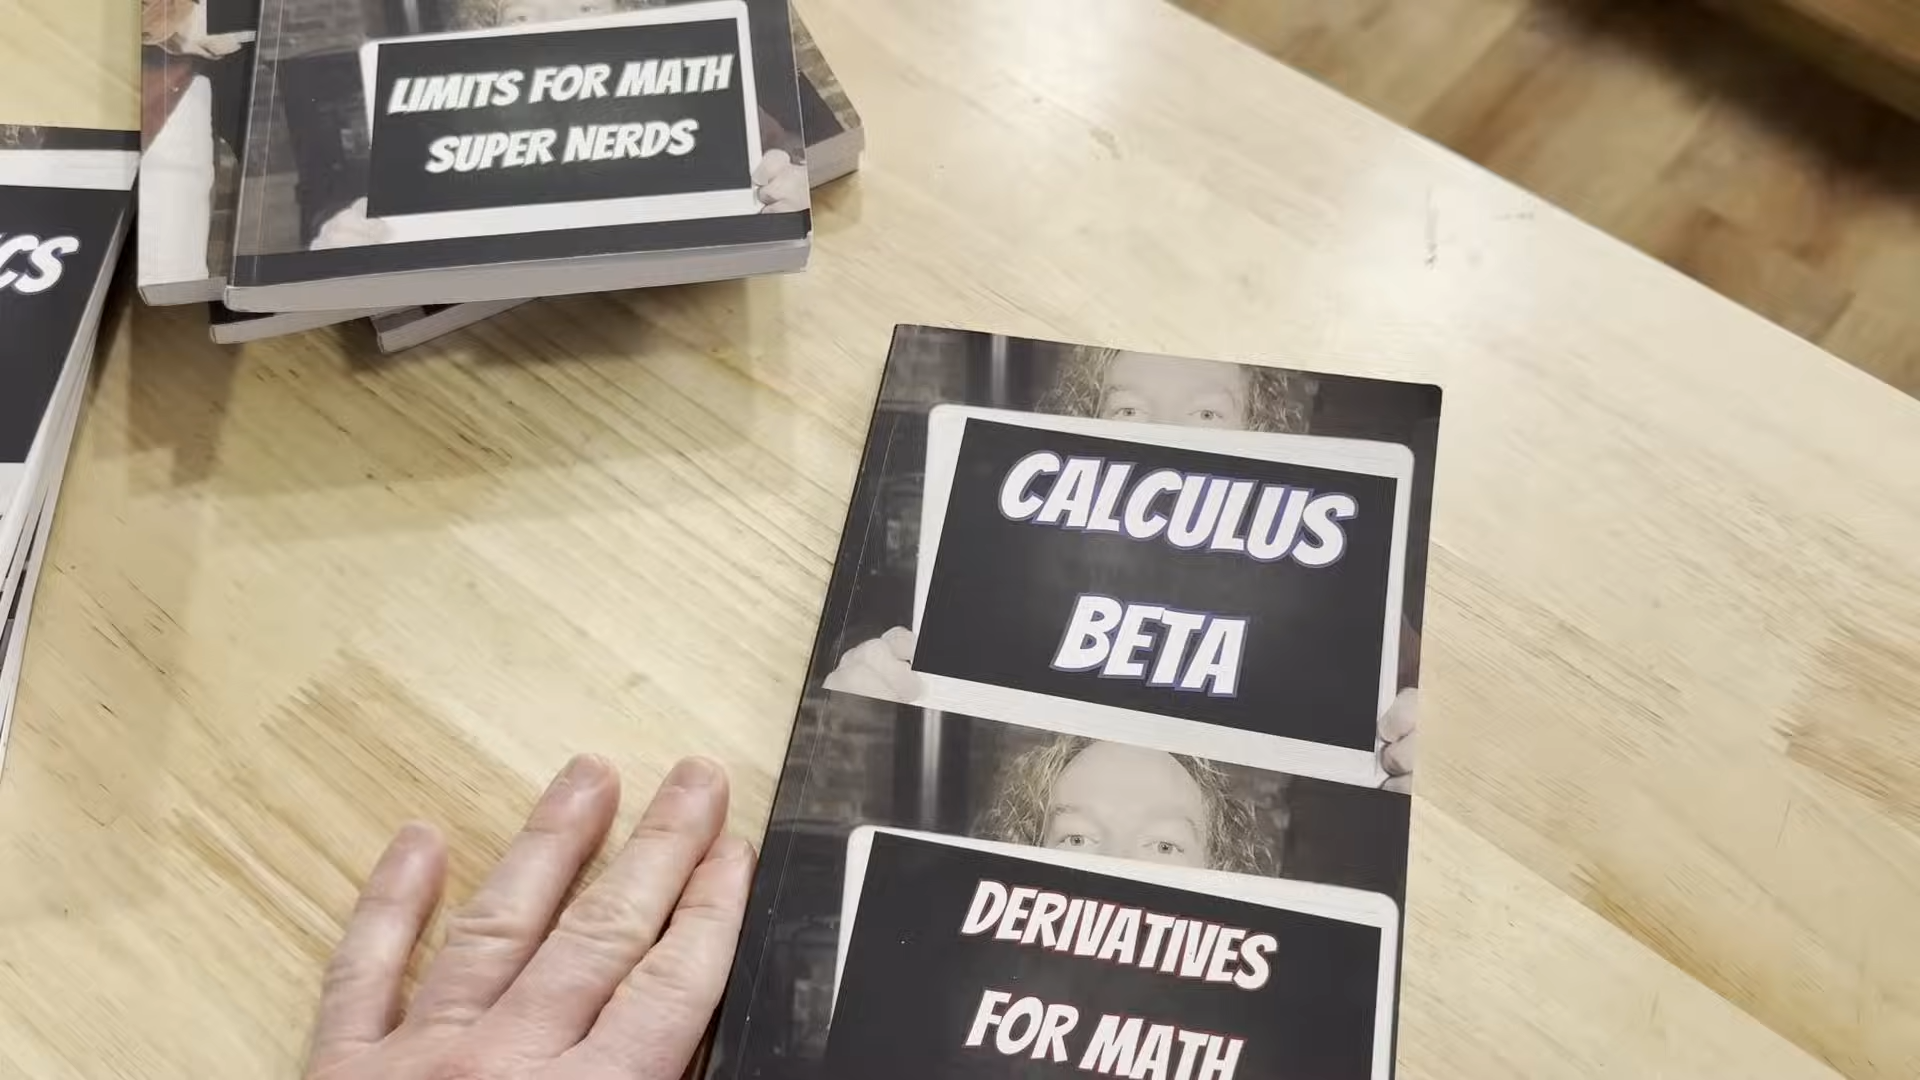 LIMITS FOR MATH
SUPER NERDS
CALCULUS
BETA
DERIVATIVES
FOR MATH